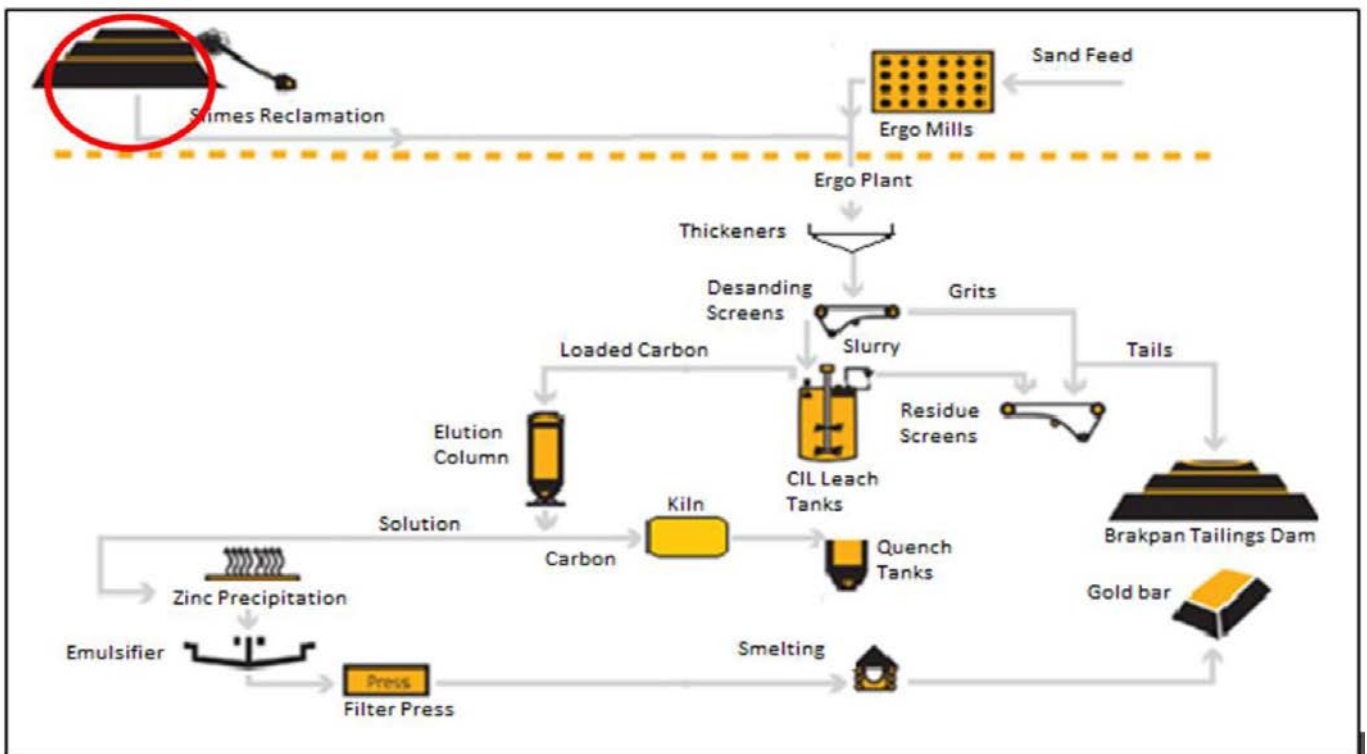 Sand Feed
Slimes Reclamation
Ergo Mills
Ergo Plant
Thickeners
Desanding
Screens
Grits
Slurry
Loaded Carbon
Tails
Residue
Screens
Elution
Column
CIL Leach
Tanks
Kiln
Solution
Brakpan Tailings Dam
Carbon
Quench
Tanks
Zinc Precipitation
Gold bar
Emulsifier
Smelting
Press
Filter Press